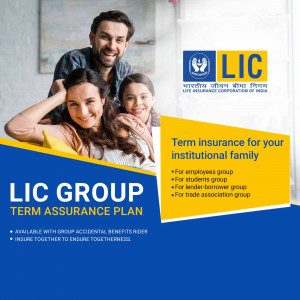 LIC
भारतीय जीवन बीमा निगम
LIFE INSURANCE CORPORATION OF INDIA
Term insurance for your
institutional family
• For employees group
• For students group
• For lender-borrower group
• For trade association group
LIC GROUP
TERM ASSURANCE PLAN
• AVAILABLE WITH GROUP ACCIDENTAL BENEFITS RIDER
• INSURE TOGETHER TO ENSURE TOGETHERNESS.